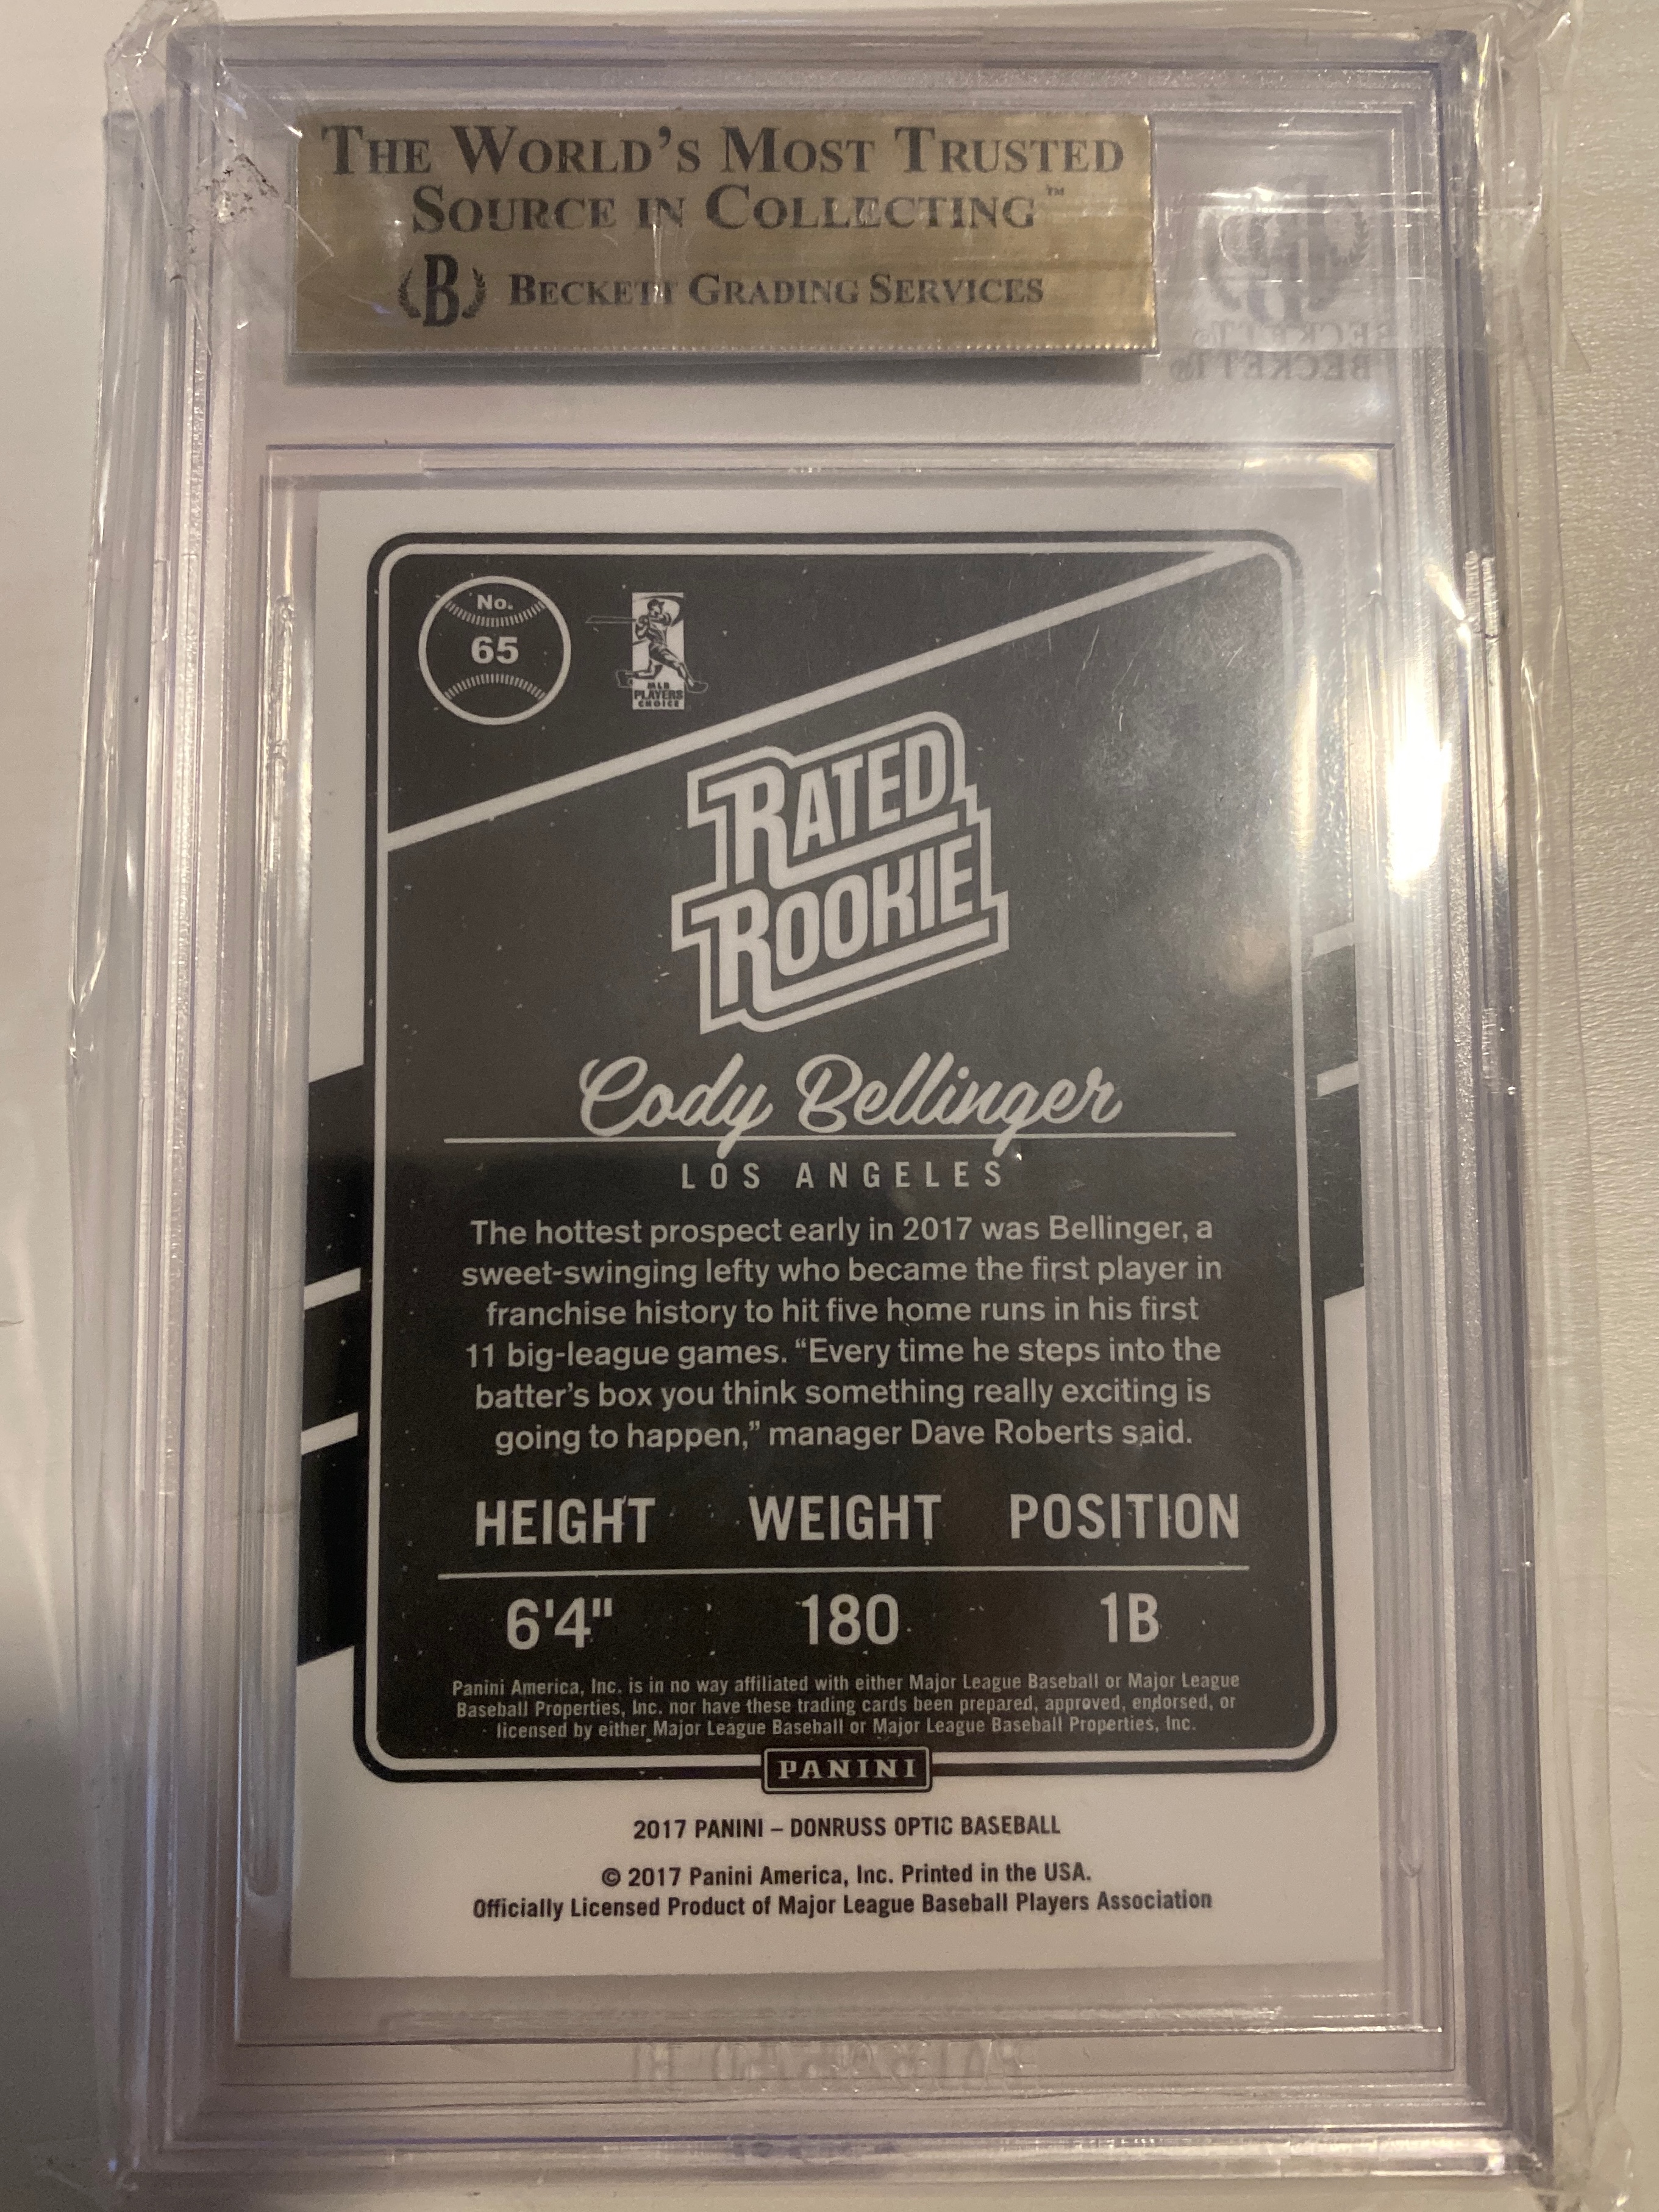 THE WORLD'S MOST TRUSTED
SOURCE IN COLLECTING™
B BECKETT GRADING SERVICES
BECKETT®
BECKETT®
No.
65
MLB
PLAYERS
CHOICE
RATED
ROOKIE
Cody Bellinger
LOS ANGELES
The hottest prospect early in 2017 was Bellinger, a
sweet-swinging lefty who became the first player in
franchise history to hit five home runs in his first
11 big-league games. “Every time he steps into the
batter’s box you think something really exciting is
going to happen,” manager Dave Roberts said.
HEIGHT WEIGHT POSITION
6'4" 180 1B
Panini America, Inc. is in no way affiliated with either Major League Baseball or Major League
Baseball Properties, Inc. nor have these trading cards been prepared, approved, endorsed, or
licensed by either Major League Baseball or Major League Baseball Properties, Inc.
PANINI
2017 PANINI – DONRUSS OPTIC BASEBALL
© 2017 Panini America, Inc. Printed in the USA.
Officially Licensed Product of Major League Baseball Players Association